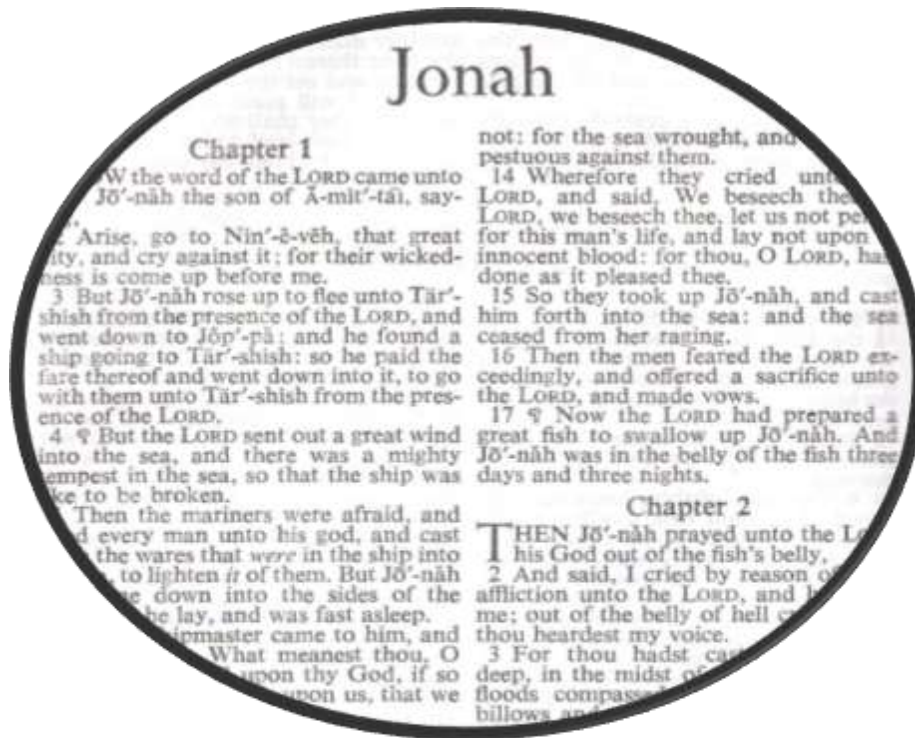 Jonah
Chapter 1
the word of the LORD came unto
Jō′-năh the son of Ă-mĭt′-tāī, say-
Arise, go to Nĭn′-ĕ-vēh, that great
and cry against it; for their wicked-
is come up before me.
3 But Jō′-năh rose up to flee unto Tär′-
shish from the presence of the LORD, and
went down to Jŏp′-pȧ; and he found a
ship going to Tär′-shish: so he paid the
fare thereof and went down into it, to go
with them unto Tär′-shish from the pres-
ence of the LORD.
4 ¶ But the LORD sent out a great wind
into the sea, and there was a mighty
tempest in the sea, so that the ship was
to be broken.
Then the mariners were afraid, and
every man unto his god, and cast
the wares that were in the ship into
to lighten it of them. But Jō′-năh
down into the sides of the
he lay, and was fast asleep.
came to him, and
What meanest thou, O
upon thy God, if so
upon us, that we
not: for the sea wrought, and
pestuous against them.
14 Wherefore they cried
LORD, and said, We beseech
LORD, we beseech thee, let us not
for this man's life, and lay not upon
innocent blood: for thou, O LORD,
done as it pleased thee.
15 So they took up Jō′-năh, and cast
him forth into the sea: and the sea
ceased from her raging.
16 Then the men feared the LORD ex-
ceedingly, and offered a sacrifice unto
the LORD, and made vows.
17 ¶ Now the LORD had prepared a
great fish to swallow up Jō′-năh. And
Jō′-năh was in the belly of the fish three
days and three nights.
Chapter 2
THEN Jō′-năh prayed unto the
his God out of the fish's belly,
2 And said, I cried by reason
affliction unto the LORD, and
me; out of the belly of hell
thou heardest my voice.
3 For thou hadst
deep, in the midst
floods
billows and